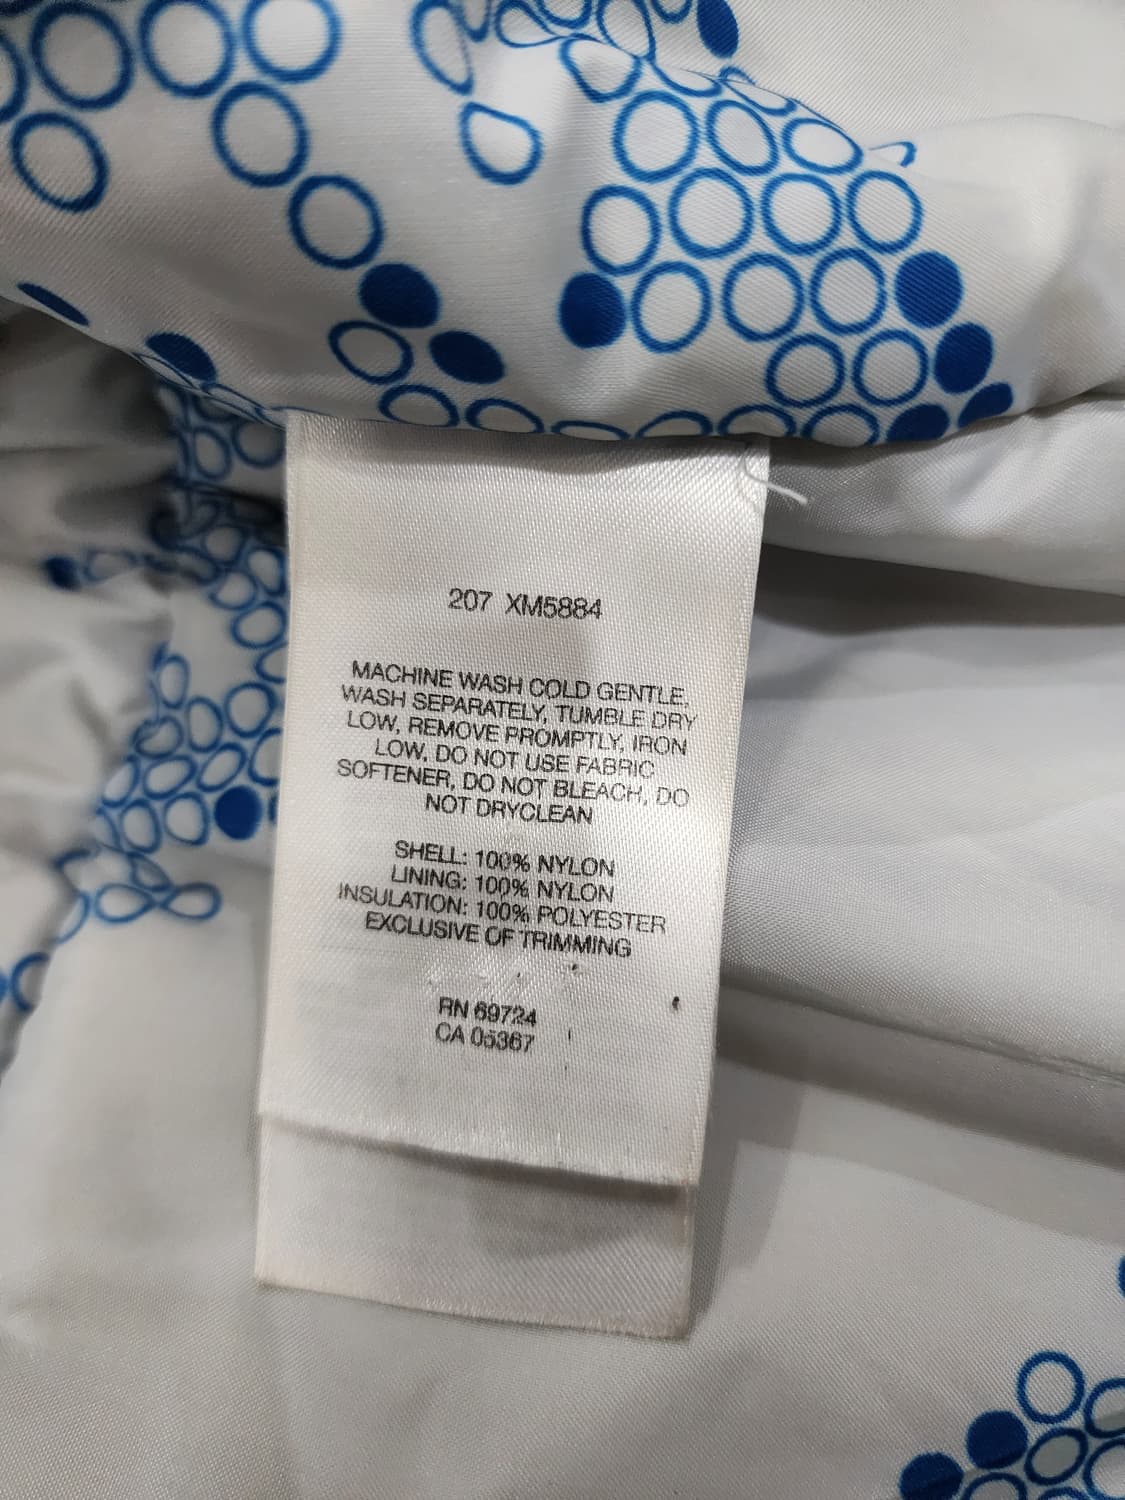 207 XM5884
MACHINE WASH COLD GENTLE,
WASH SEPARATELY, TUMBLE DRY
LOW, REMOVE PROMPTLY, IRON
LOW, DO NOT USE FABRIC
SOFTENER, DO NOT BLEACH, DO
NOT DRYCLEAN
SHELL: 100% NYLON
LINING: 100% NYLON
INSULATION: 100% POLYESTER
EXCLUSIVE OF TRIMMING
RN 69724
CA 05367